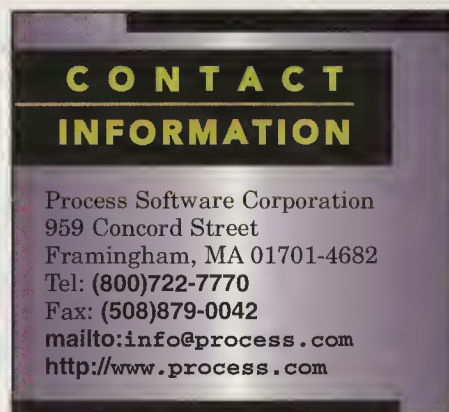 CONTACT
INFORMATION
Process Software Corporation
959 Concord Street
Framingham, MA 01701-4682
Tel: (800)722-7770
Fax: (508)879-0042
mailto:info@process.com
http://www.process.com